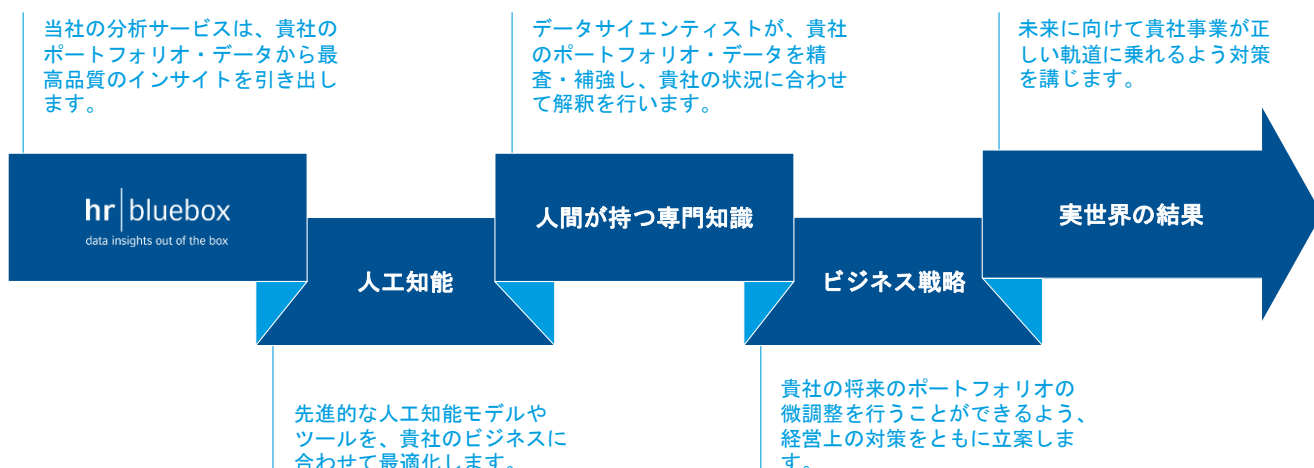 当社の分析サービスは、貴社の
ポートフォリオ・データから最
高品質のインサイトを引き出し
ます。
データサイエンティストが、貴社
のポートフォリオ・データを精
査・補強し、貴社の状況に合わせ
て解釈を行います。
未来に向けて貴社事業が正
しい軌道に乗れるよう対策
を講じます。
hr bluebox
data insights out of the box
人工知能
人間が持つ専門知識
ビジネス戦略
実世界の結果
先進的な人工知能モデルや
ツールを、貴社のビジネスに
合わせて最適化します。
貴社の将来のポートフォリオの
微調整を行うことができるよう、
経営上の対策をともに立案しま
す。